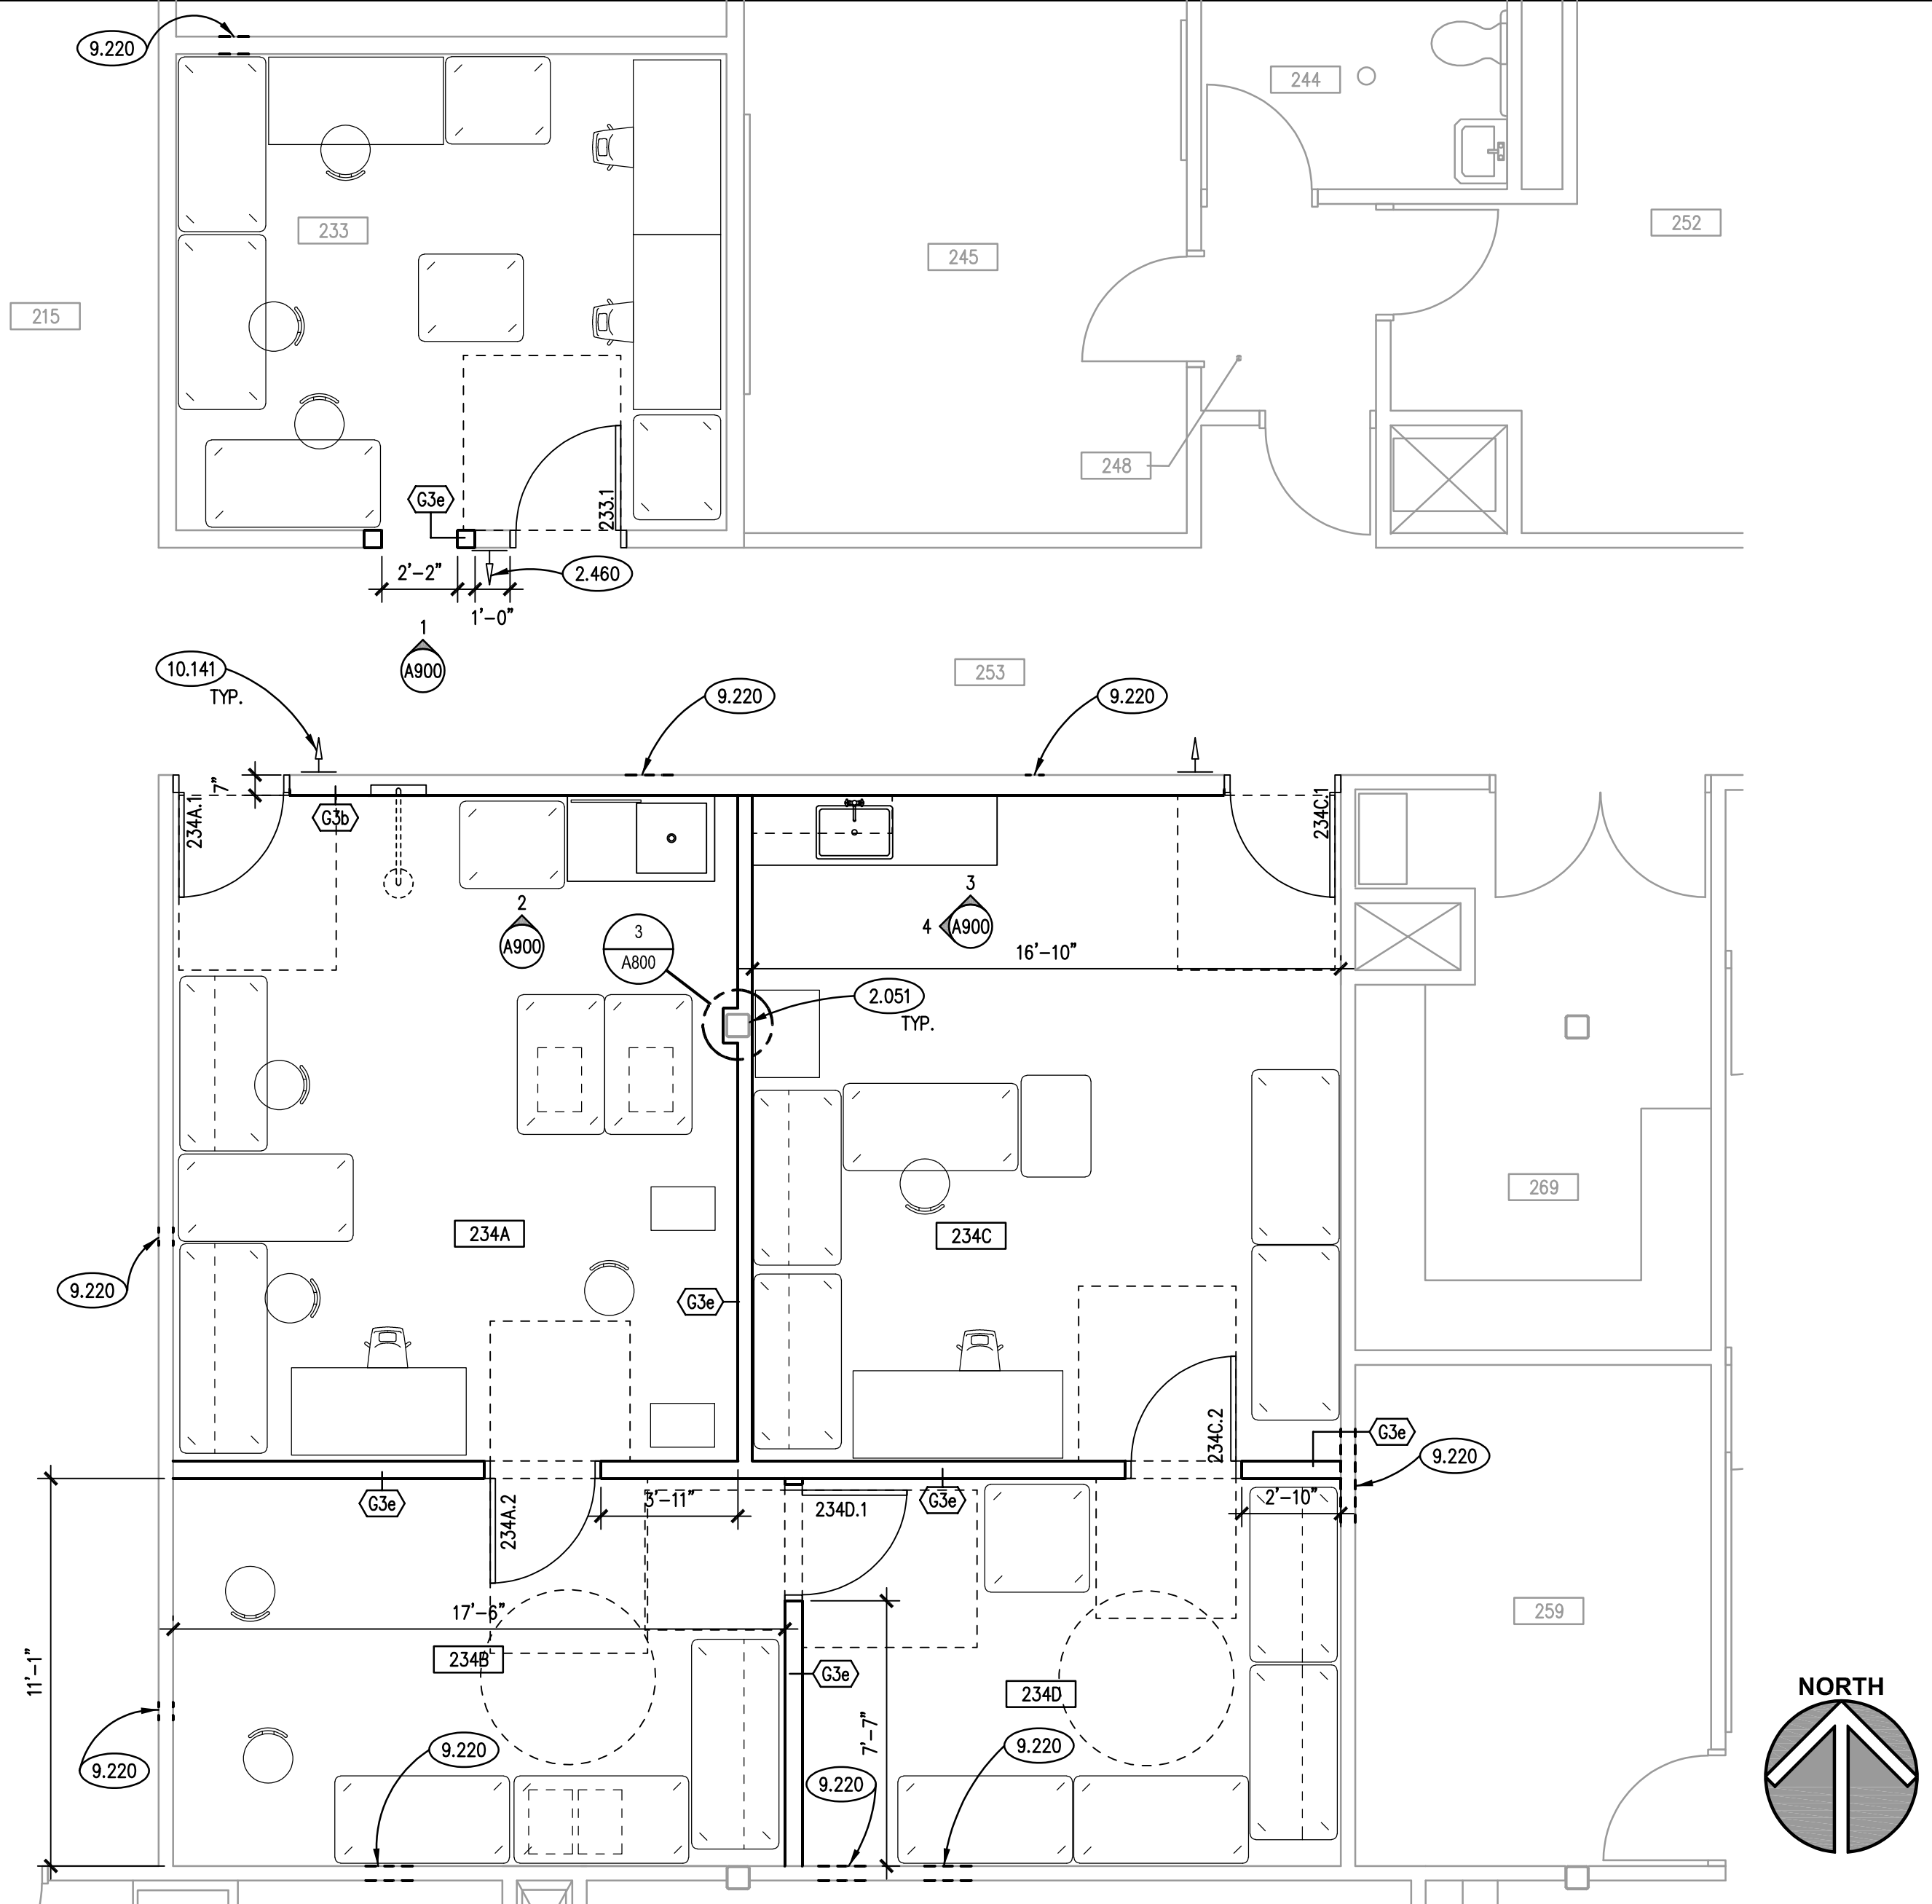 9.220
244
252
233
245
215
248
G3e
233.1
2'-2"
2.460
1'-0"
1
A900
10.141
TYP.
253
9.220
9.220
7"
234A.1
G3b
234C.1
2
A900
3
A800
3
4
A900
16'-10"
2.051
TYP.
269
234A
234C
9.220
G3e
234C.2
G3e
9.220
G3e
234A.2
3'-11"
234D.1
G3e
2'-10"
17'-6"
11'-1"
234B
G3e
234D
259
7'-7"
9.220
9.220
9.220
9.220
NORTH